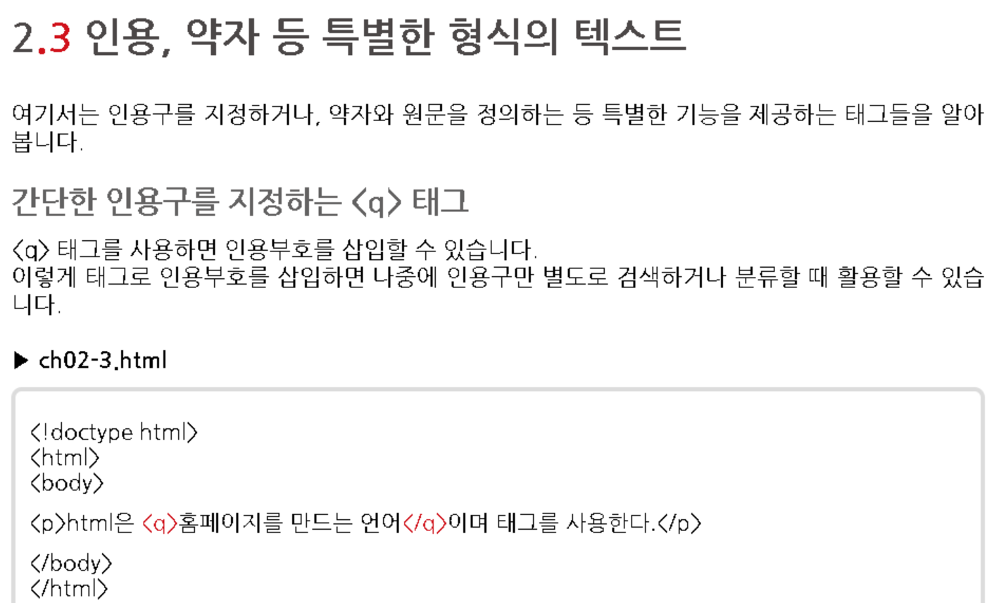 2.3 인용, 약자 등 특별한 형식의 텍스트
여기서는 인용구를 지정하거나, 약자와 원문을 정의하는 등 특별한 기능을 제공하는 태그들을 알아
봅니다.
간단한 인용구를 지정하는 <q> 태그
<q> 태그를 사용하면 인용부호를 삽입할 수 있습니다.
이렇게 태그로 인용부호를 삽입하면 나중에 인용구만 별도로 검색하거나 분류할 때 활용할 수 있습
니다.
▶ ch02-3.html
<!doctype html>
<html>
<body>
<p>html은 <q>홈페이지를 만드는 언어</q>이며 태그를 사용한다.</p>
</body>
</html>